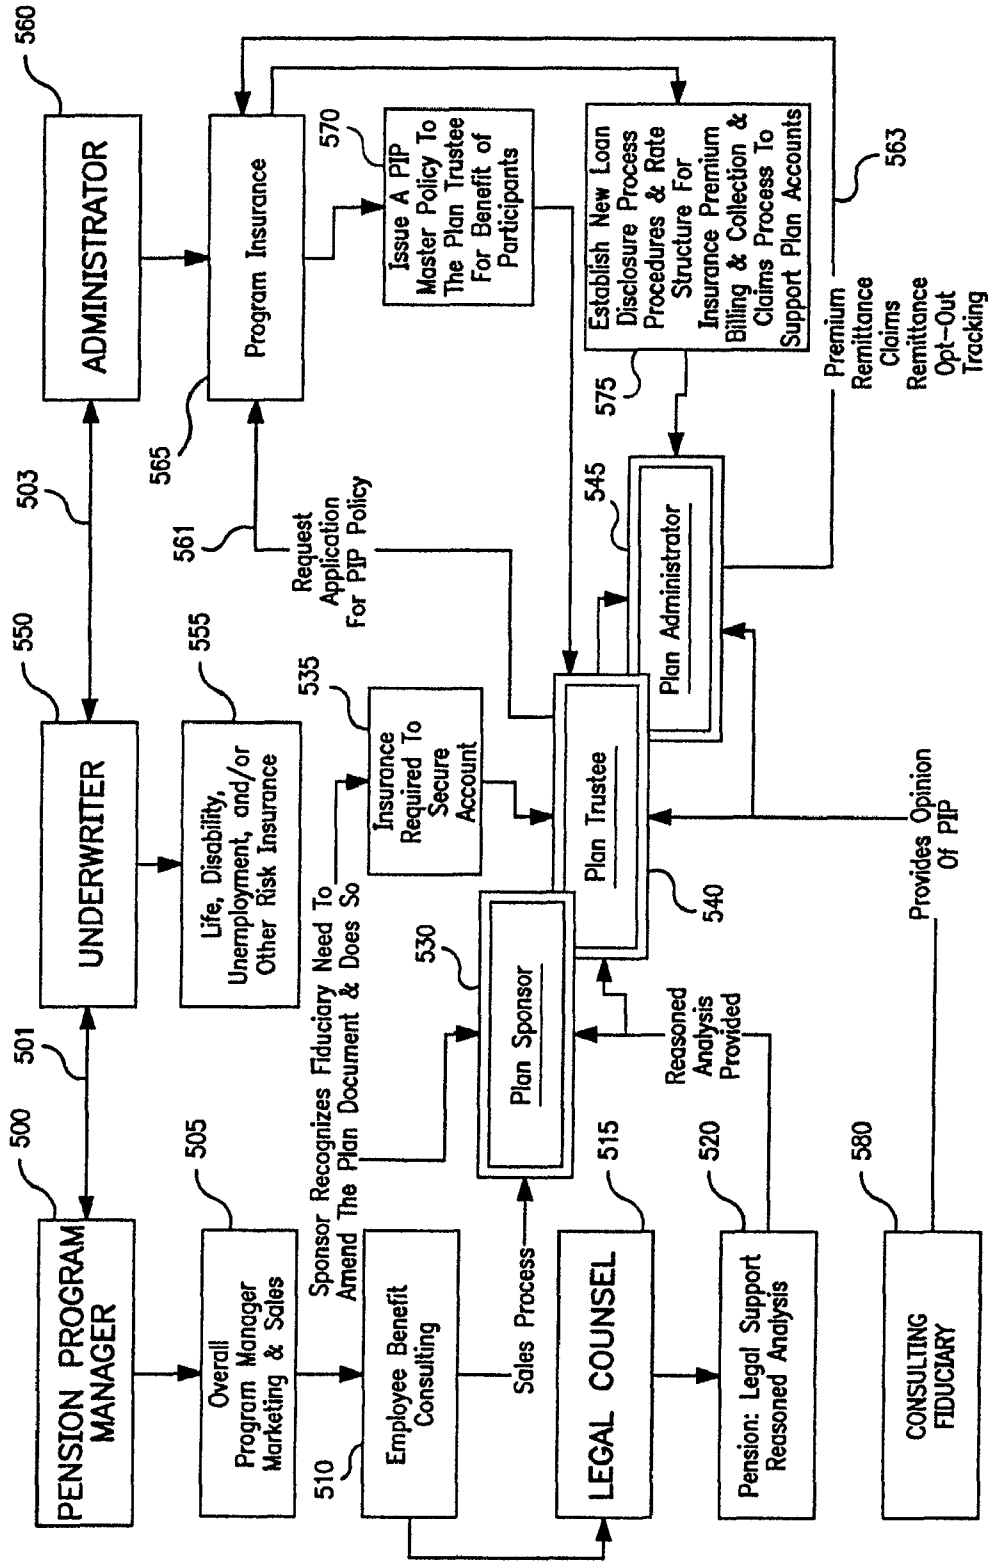 500
PENSION PROGRAM
MANAGER
501
550
UNDERWRITER
503
560
ADMINISTRATOR
505
Overall
Program Manager
Marketing & Sales
555
Life, Disability,
Unemployment, and/or
Other Risk Insurance
565
Program Insurance
561
Request
Application
For PIP Policy
570
Issue A PIP
Master Policy To
The Plan Trustee
For Benefit of
Participants
Sponsor Recognizes Fiduciary Need To
Amend The Plan Document & Does So
535
Insurance
Required To
Secure
Account
510
Employee Benefit
Consulting
Sales Process
530
Plan Sponsor
Plan Trustee
540
545
Plan Administrator
575
Establish New Loan
Disclosure Process
Procedures & Rate
Structure For
Insurance Premium
Billing & Collection &
Claims Process To
Support Plan Accounts
563
Premium
Remittance
Claims
Remittance
Opt-Out
Tracking
515
LEGAL COUNSEL
Reasoned
Analysis
Provided
520
Pension: Legal Support
Reasoned Analysis
580
CONSULTING
FIDUCIARY
Provides Opinion
Of PIP